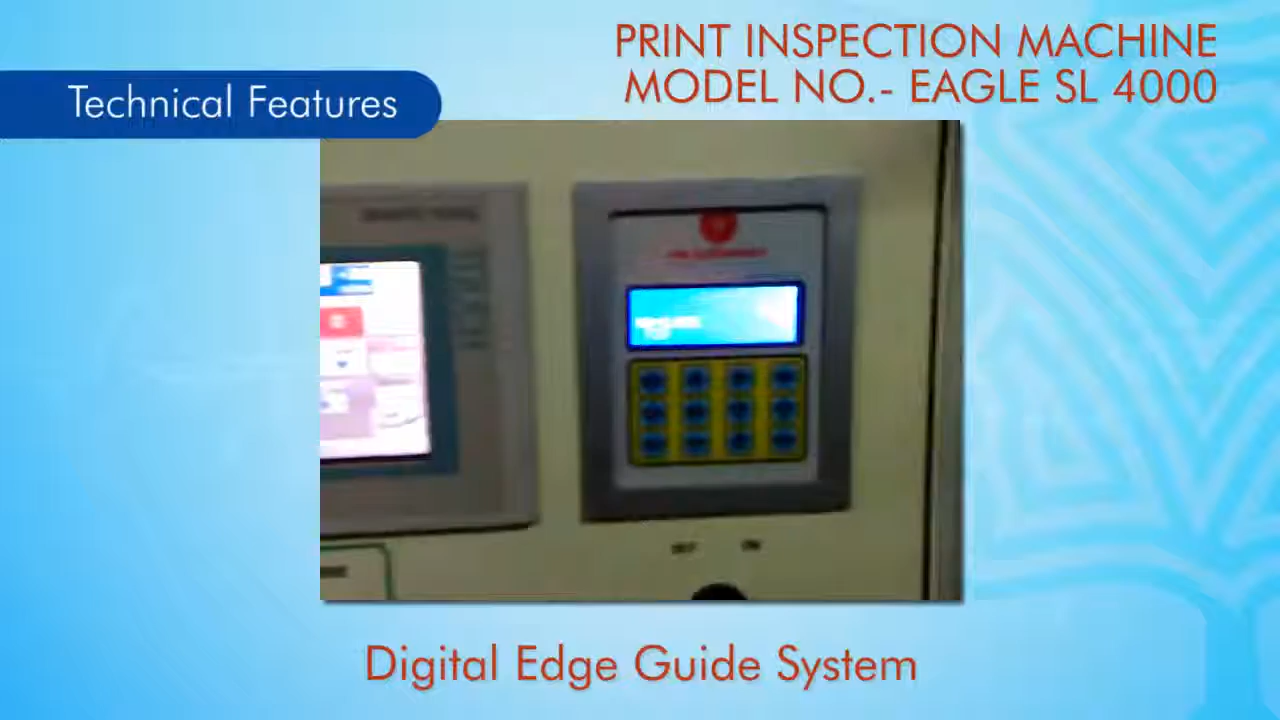 PRINT INSPECTION MACHINE
MODEL NO.- EAGLE SL 4000
Technical Features
Digital Edge Guide System